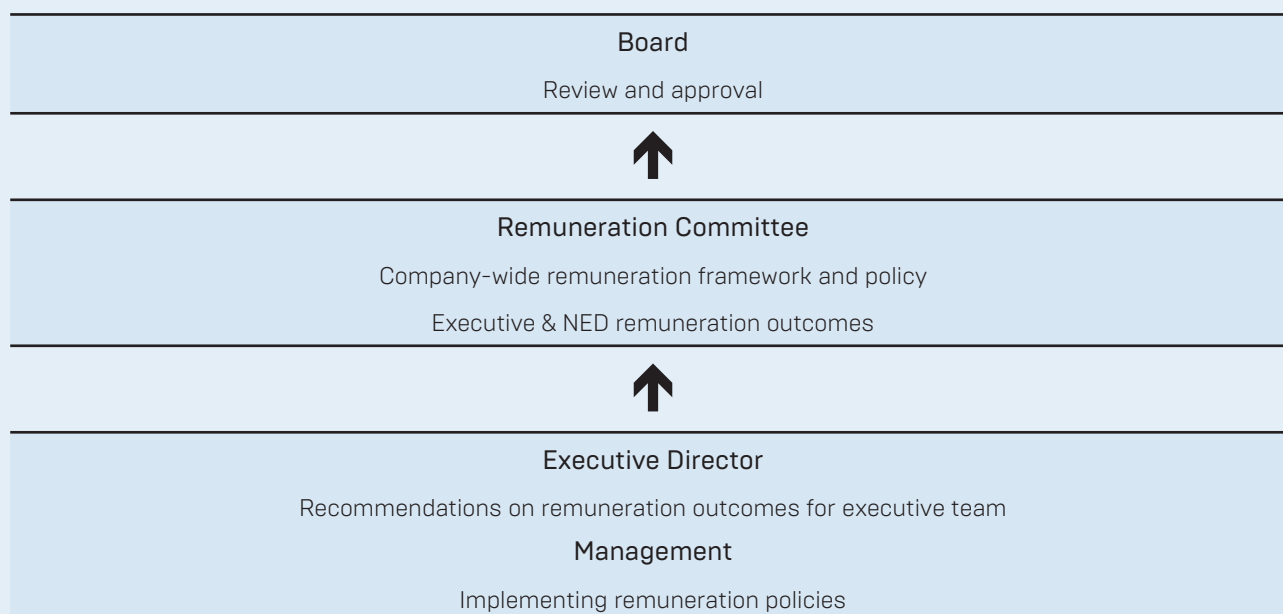 Board
Review and approval
Remuneration Committee
Company-wide remuneration framework and policy
Executive & NED remuneration outcomes
Executive Director
Recommendations on remuneration outcomes for executive team
Management
Implementing remuneration policies